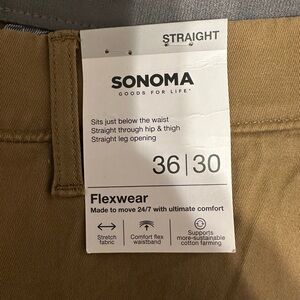 STRAIGHT
SONOMA
GOODS FOR LIFE™
Sits just below the waist
Straight through hip & thigh
Straight leg opening
36|30
Flexwear
Made to move 24/7 with ultimate comfort
Stretch
fabric
Comfort flex
waistband
Supports
more-sustainable
cotton farming